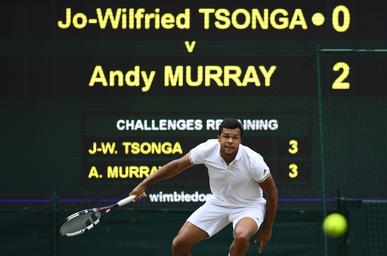 Jo-Wilfried TSONGA • 0
v
Andy MURRAY 2
CHALLENGES REMAINING
J-W. TSONGA 3
A. MURRAY 3
wimbledon.